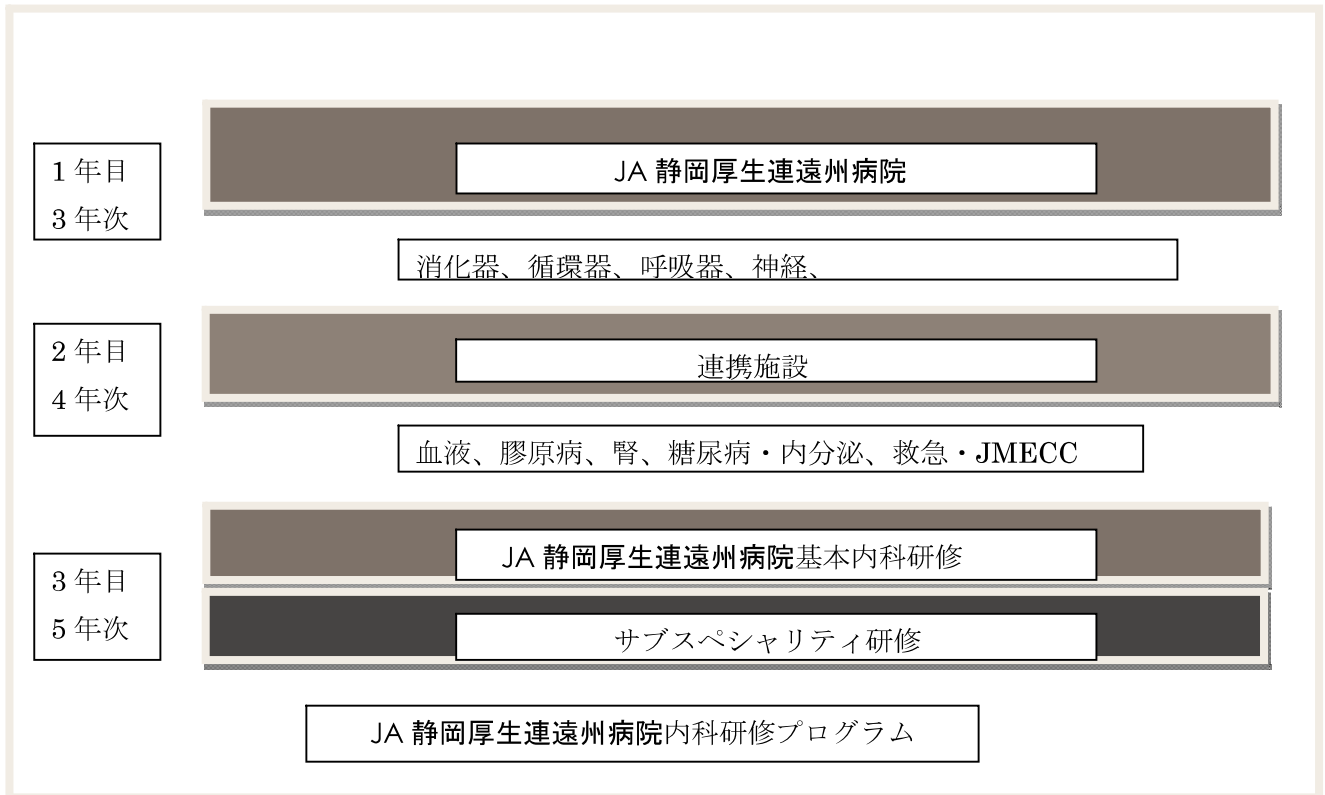 1 年目
3 年次
JA 静岡厚生連遠州病院
消化器、循環器、呼吸器、神経、
2 年目
4 年次
連携施設
血液、膠原病、腎、糖尿病・内分泌、救急・JMECC
3 年目
5 年次
JA 静岡厚生連遠州病院基本内科研修
サブスペシャリティ研修
JA 静岡厚生連遠州病院内科研修プログラム